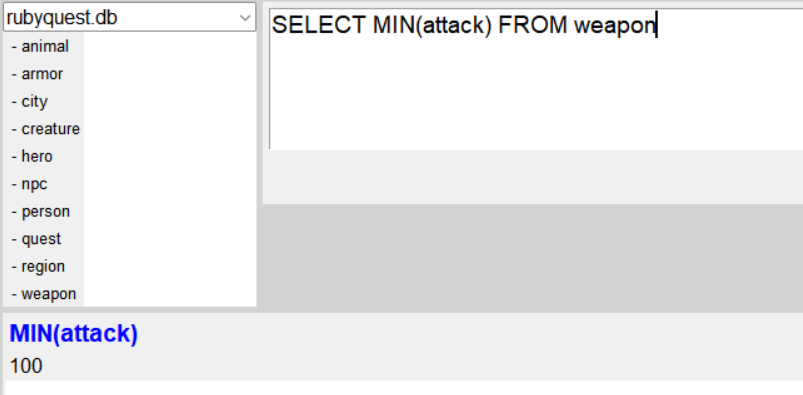 rubyquest.db
- animal
- armor
- city
- creature
- hero
- npc
- person
- quest
- region
- weapon
SELECT MIN(attack) FROM weapon
MIN(attack)
100